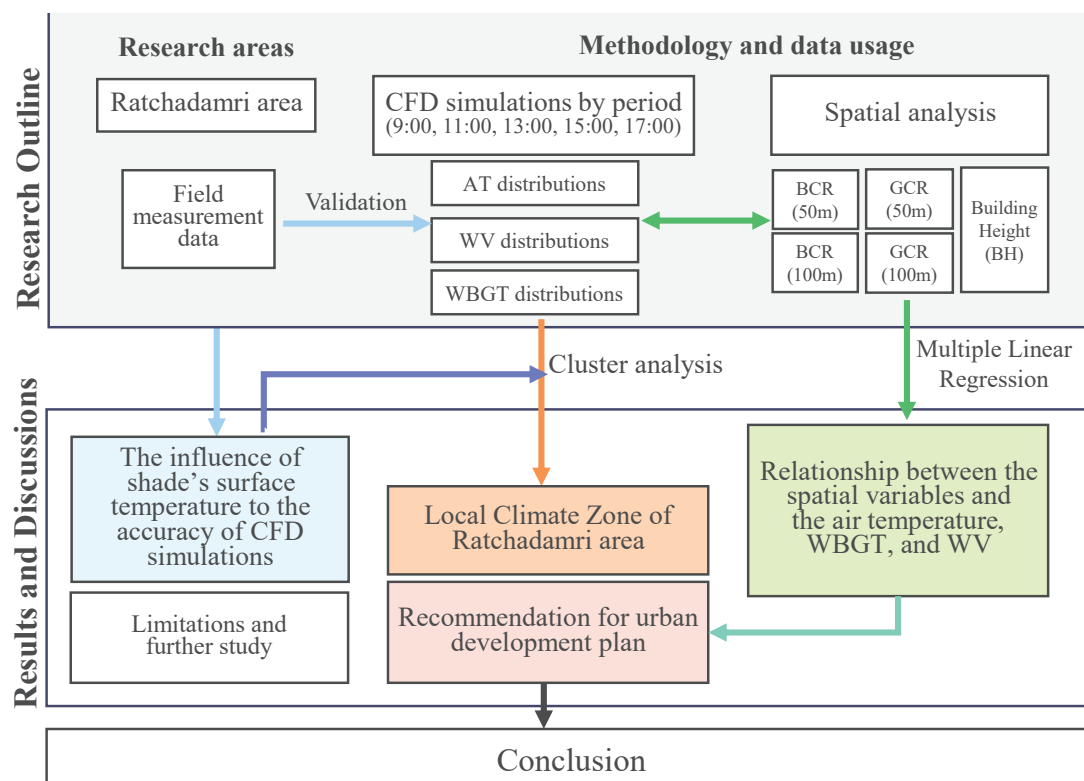 Research Outline
Research areas
Ratchadamri area
Field
measurement
data
Validation
Methodology and data usage
CFD simulations by period
(9:00, 11:00, 13:00, 15:00, 17:00)
AT distributions
WV distributions
WBGT distributions
Spatial analysis
BCR
(50m)
GCR
(50m)
BCR
(100m)
GCR
(100m)
Building
Height
(BH)
Cluster analysis
Multiple Linear
Regression
Results and Discussions
The influence of
shade's surface
temperature to the
accuracy of CFD
simulations
Limitations and
further study
Local Climate Zone of
Ratchadamri area
Recommendation for urban
development plan
Relationship between the
spatial variables and
the air temperature,
WBGT, and WV
Conclusion